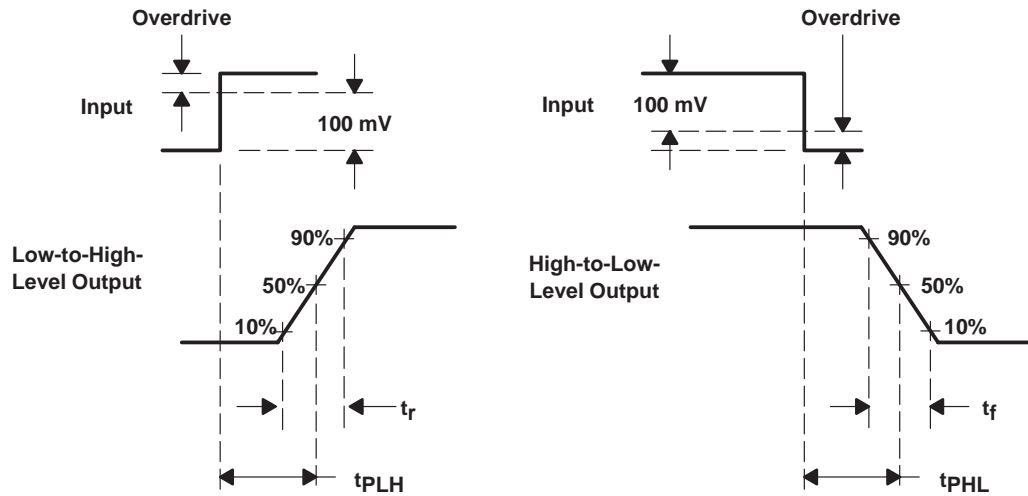 Overdrive
Input
100 mV
Low-to-High-
Level Output
90%
50%
10%
tr
tPLH
Overdrive
Input
100 mV
High-to-Low-
Level Output
90%
50%
10%
tf
tPHL